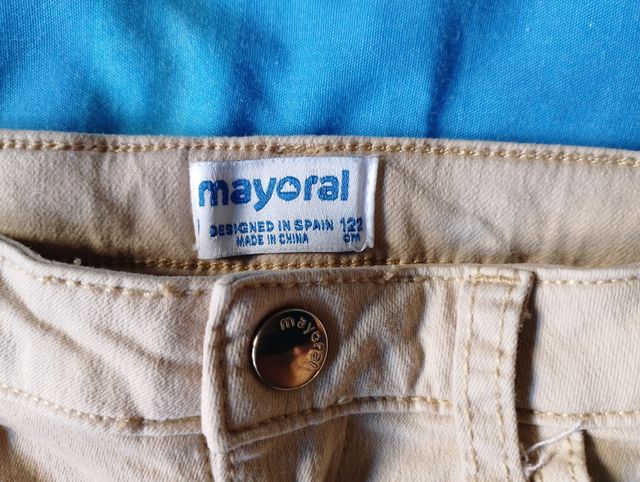 mayoral
DESIGNED IN SPAIN 122
MADE IN CHINA cm
mayoral